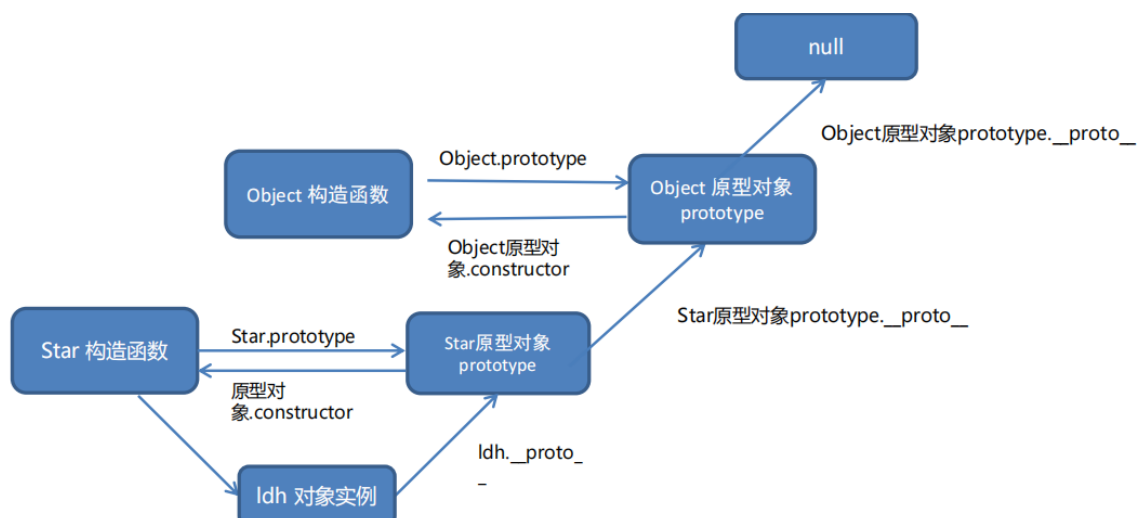 null
Object原型对象prototype.__proto__
Object.prototype
Object 构造函数
Object 原型对象
prototype
Object原型对
象.constructor
Star原型对象prototype.__proto__
Star 构造函数
Star.prototype
Star原型对象
prototype
原型对
象.constructor
ldh.__proto_
_
ldh 对象实例